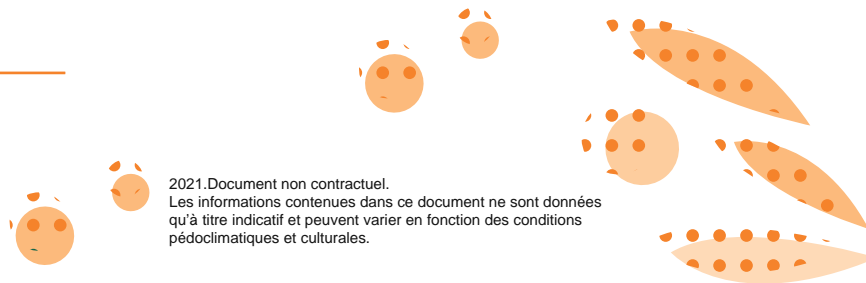 2021.Document non contractuel.
Les informations contenues dans ce document ne sont données
qu’à titre indicatif et peuvent varier en fonction des conditions
pédoclimatiques et culturales.